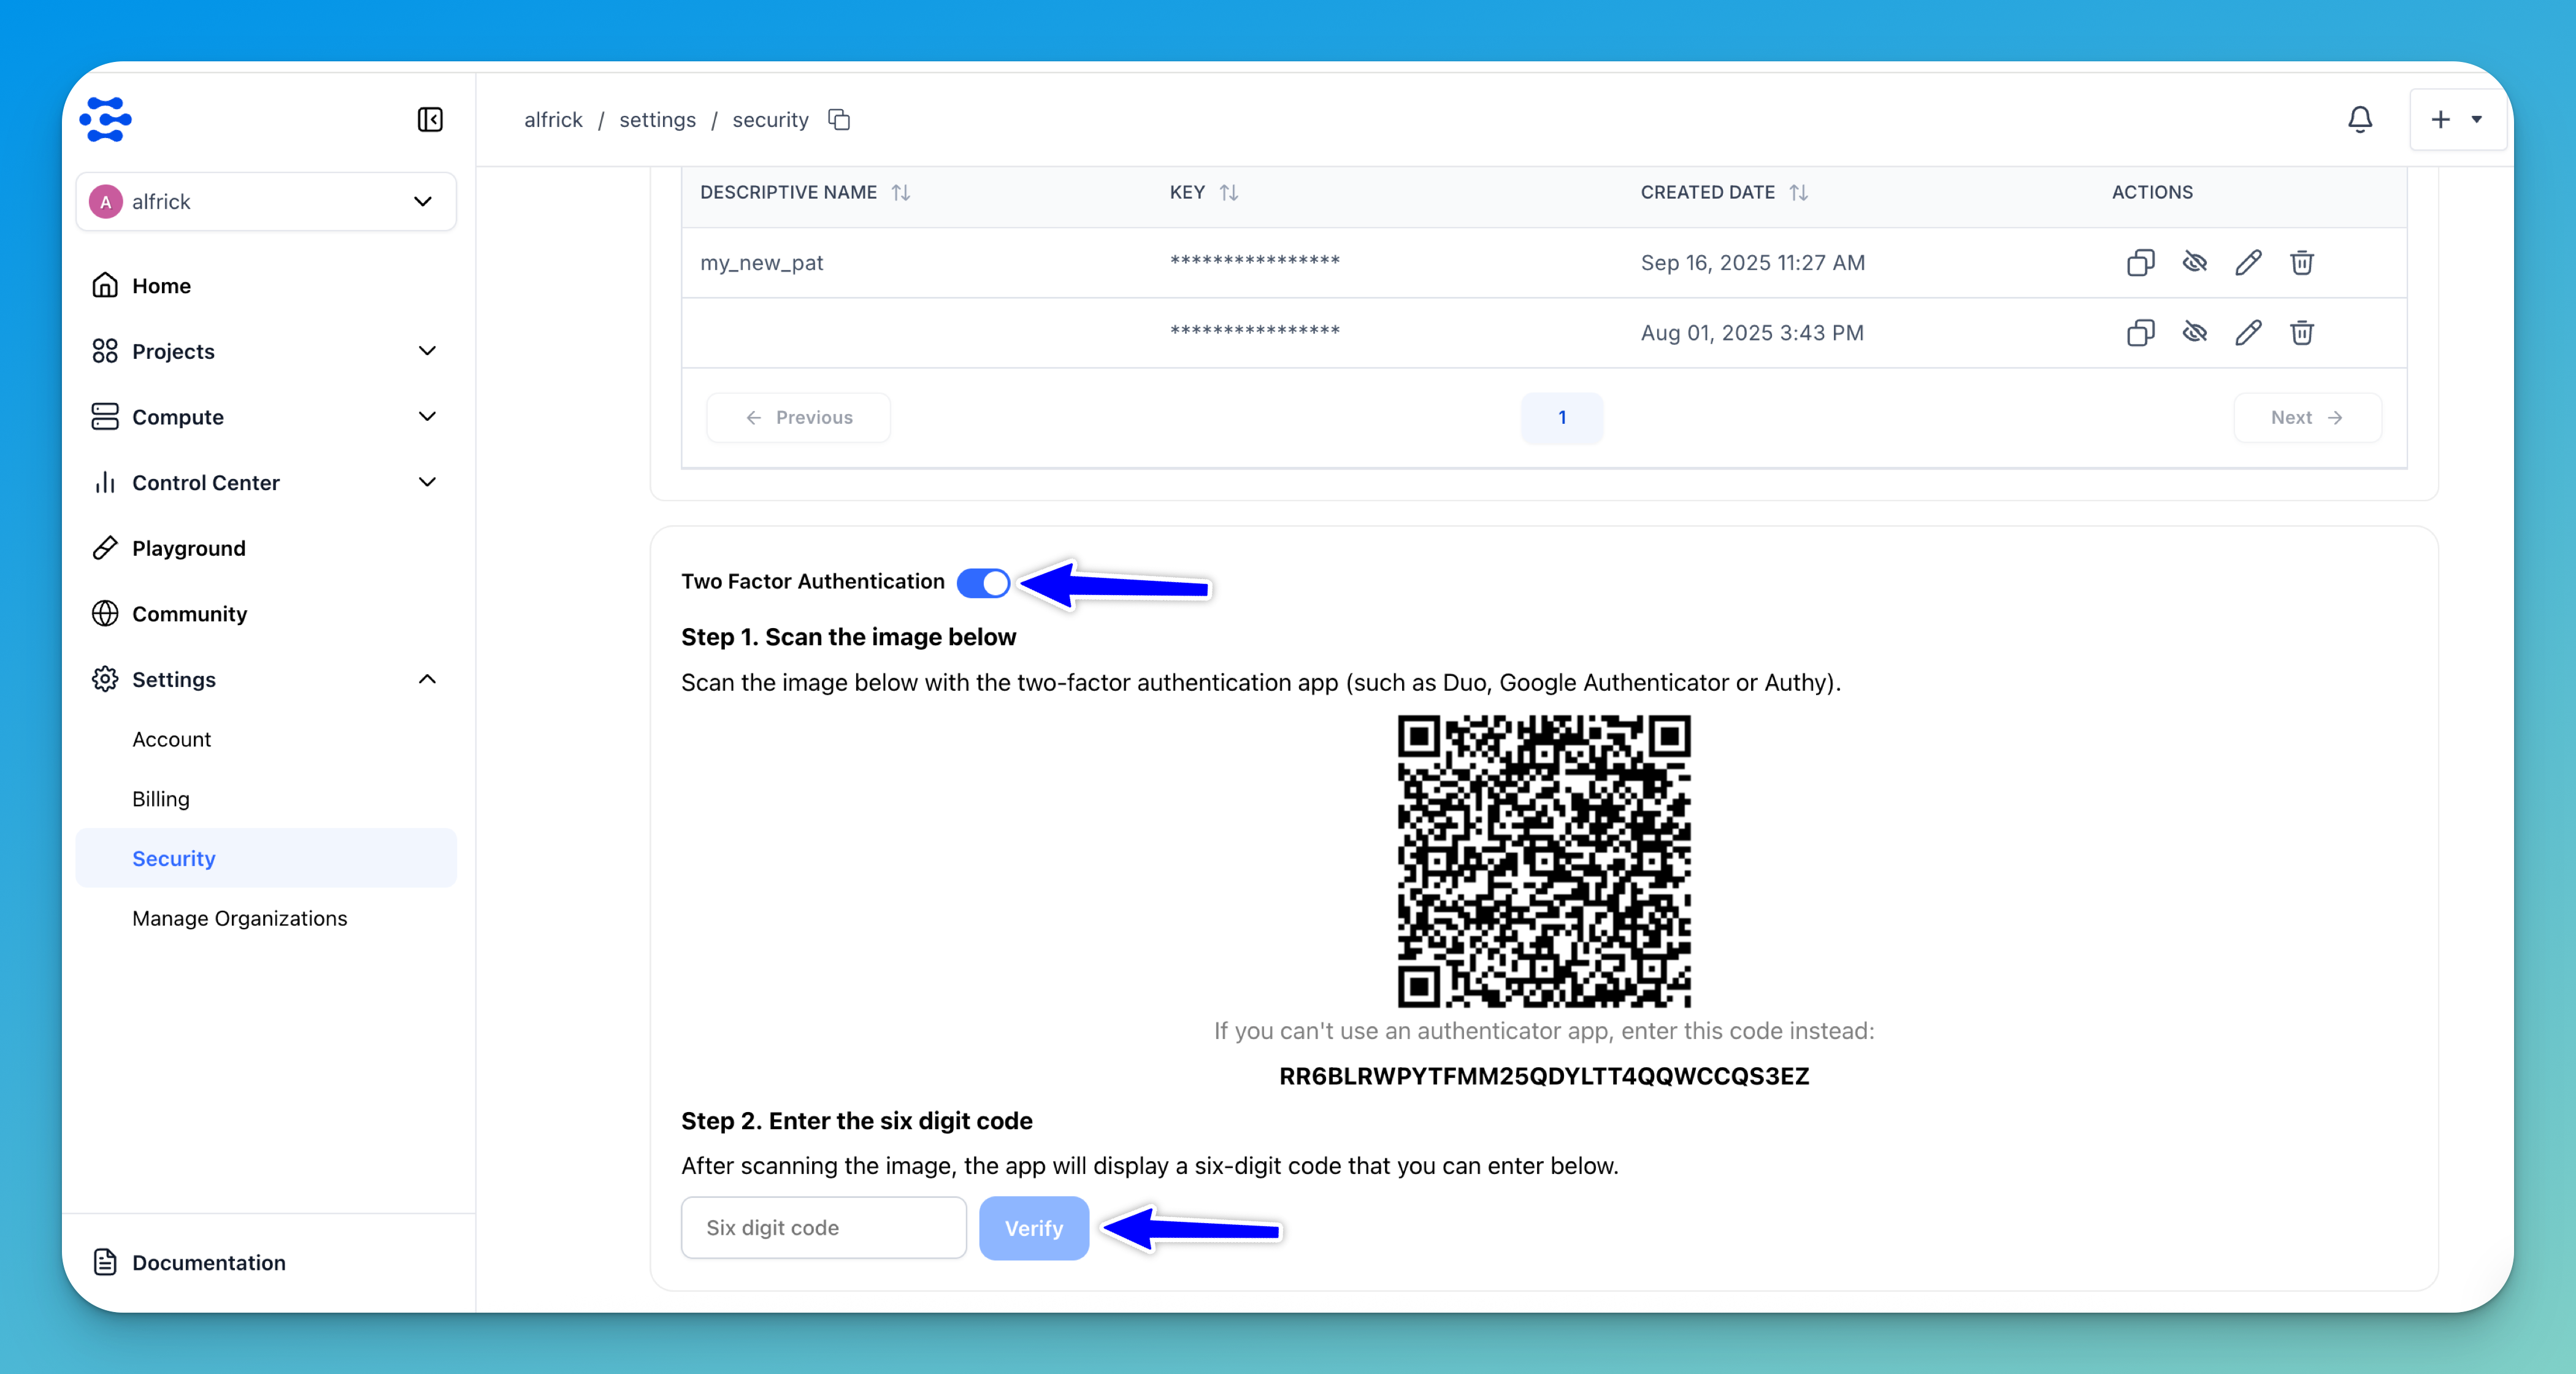 alfrick / settings / security
A alfrick
Home
Projects
Compute
Control Center
Playground
Community
Settings
Account
Billing
Security
Manage Organizations
Documentation
DESCRIPTIVE NAME KEY CREATED DATE ACTIONS
my_new_pat **************** Sep 16, 2025 11:27 AM
**************** Aug 01, 2025 3:43 PM
Previous 1 Next
Two Factor Authentication
Step 1. Scan the image below
Scan the image below with the two-factor authentication app (such as Duo, Google Authenticator or Authy).
If you can't use an authenticator app, enter this code instead:
RR6BLRWPYTFMM25QDYLTT4QQWCCQS3EZ
Step 2. Enter the six digit code
After scanning the image, the app will display a six-digit code that you can enter below.
Six digit code Verify